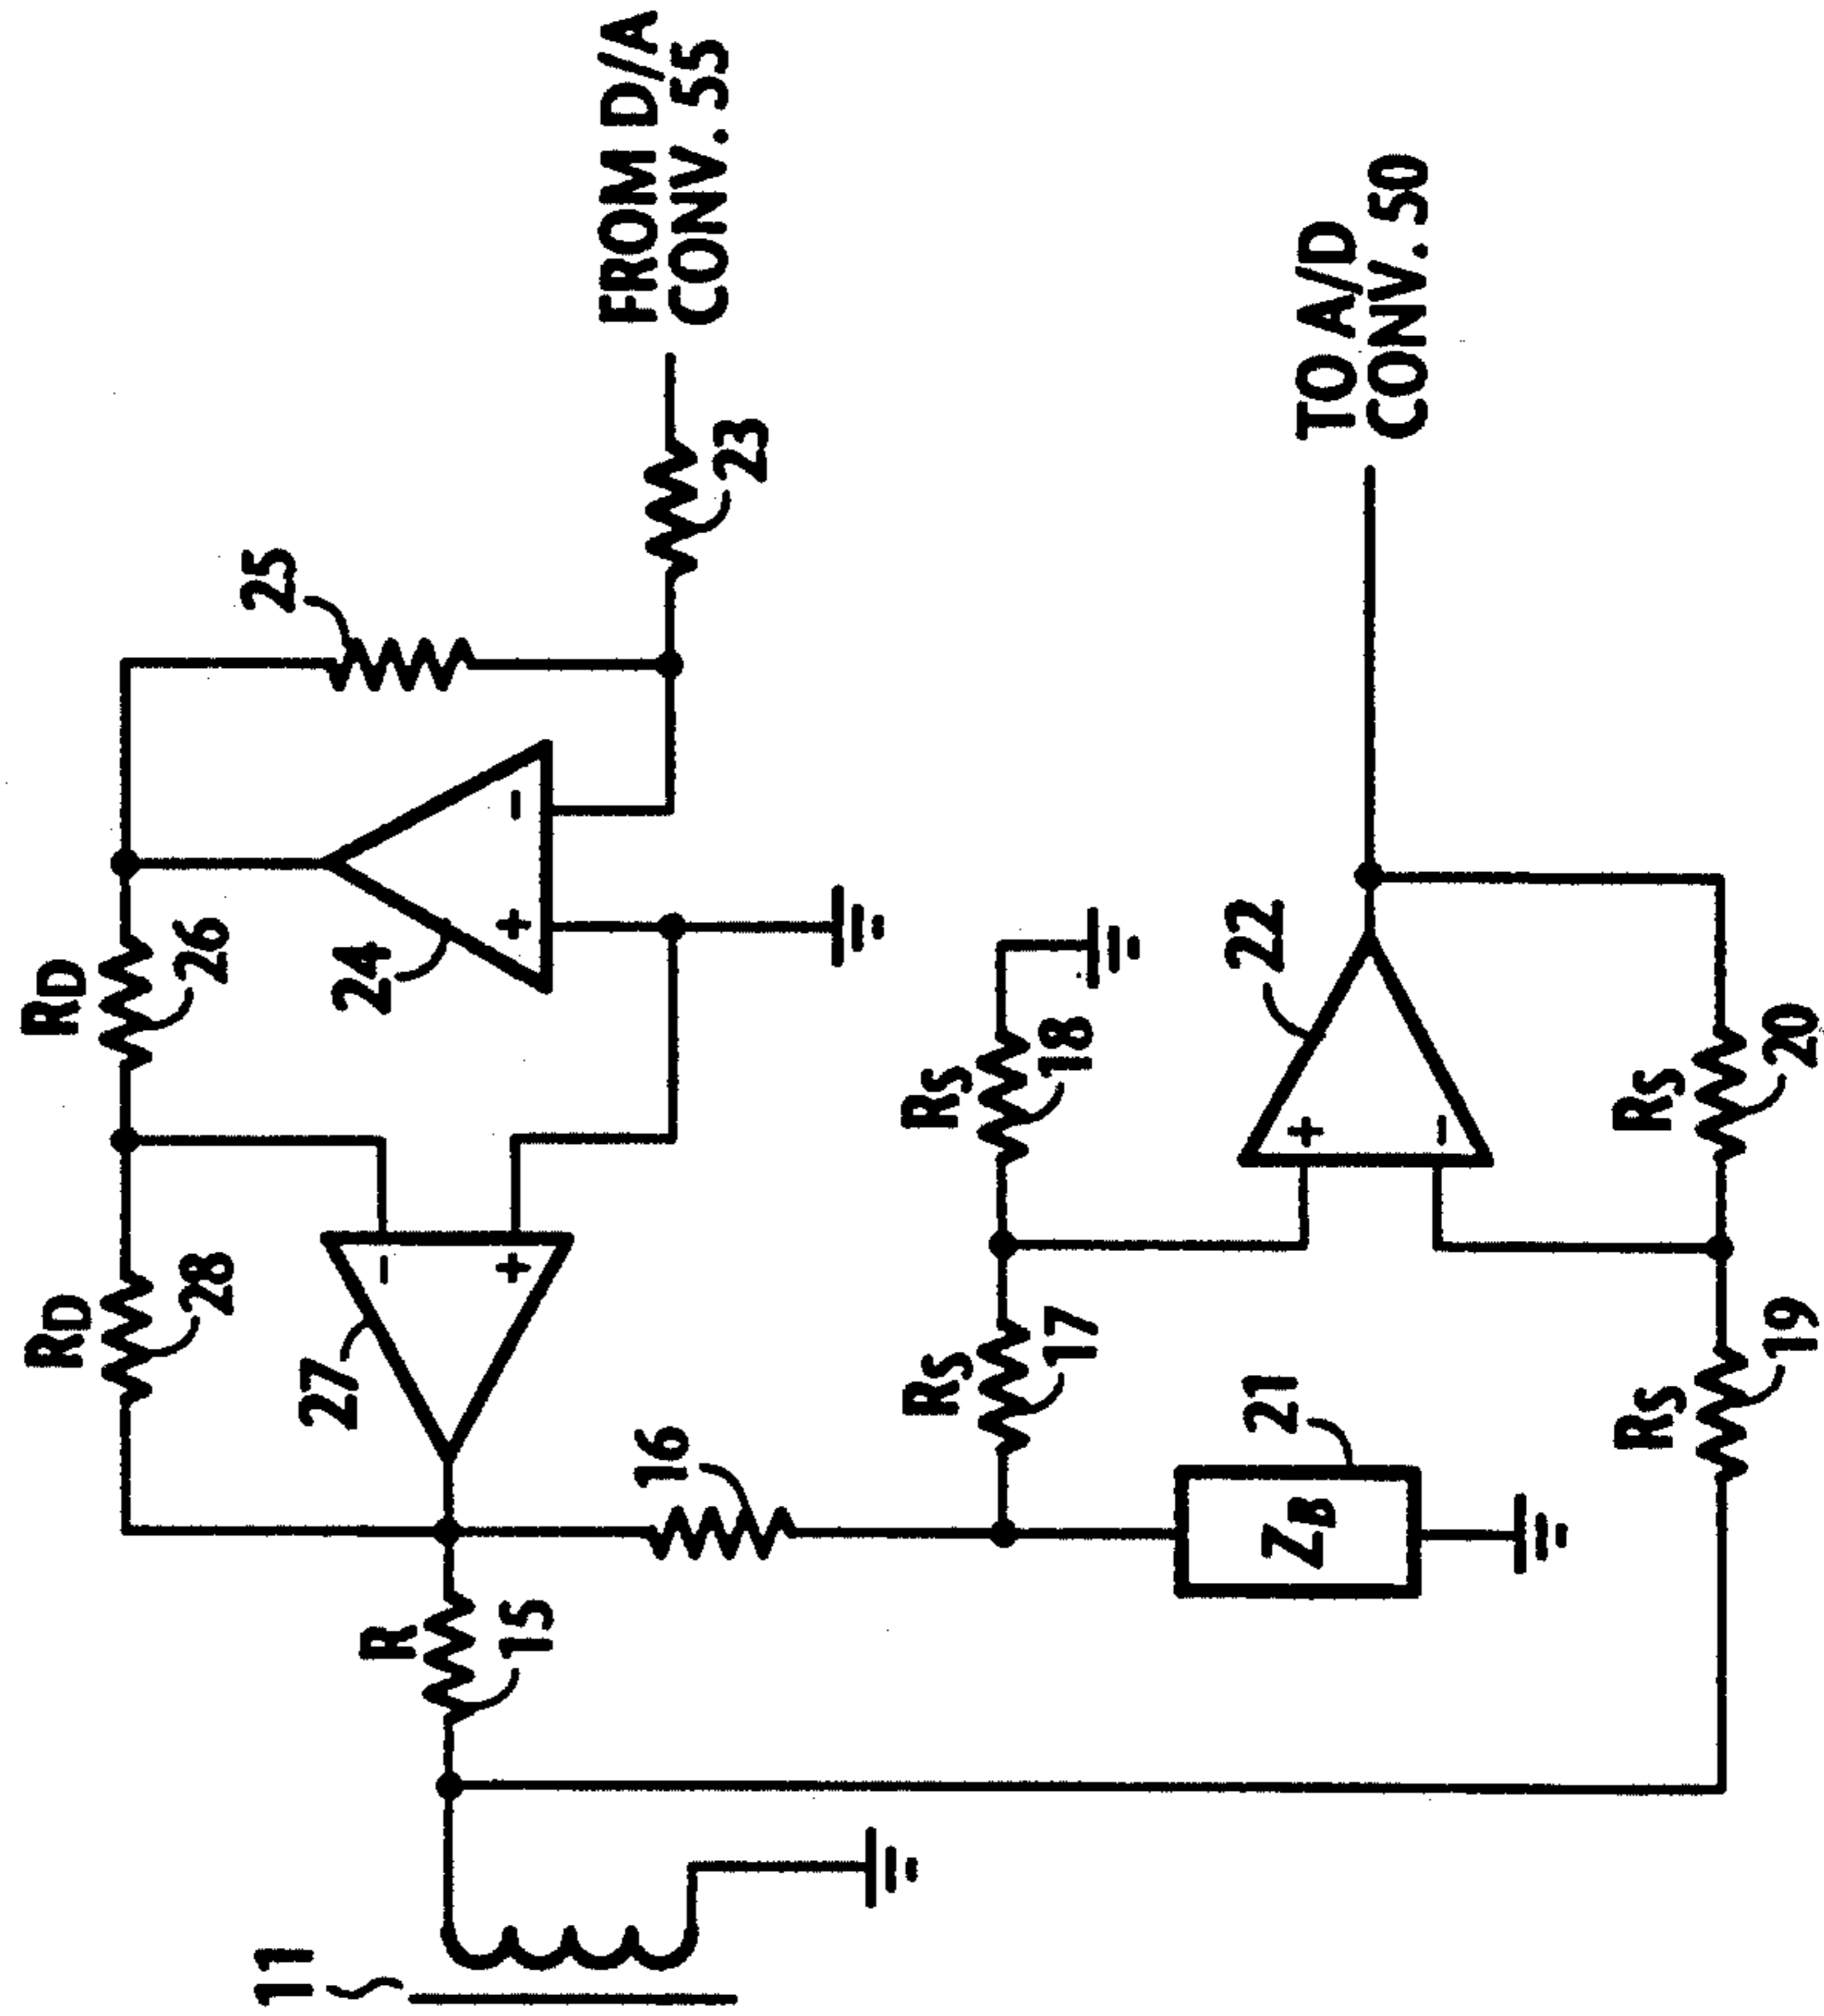 FROM D/A
CONV. 55
25
23
RD
26
24
-
+
RD
28
27
-
+
TO A/D
CONV. 50
RS
18
22
+
-
RS
20
16
RS
17
21
ZB
RS
19
R
15
11